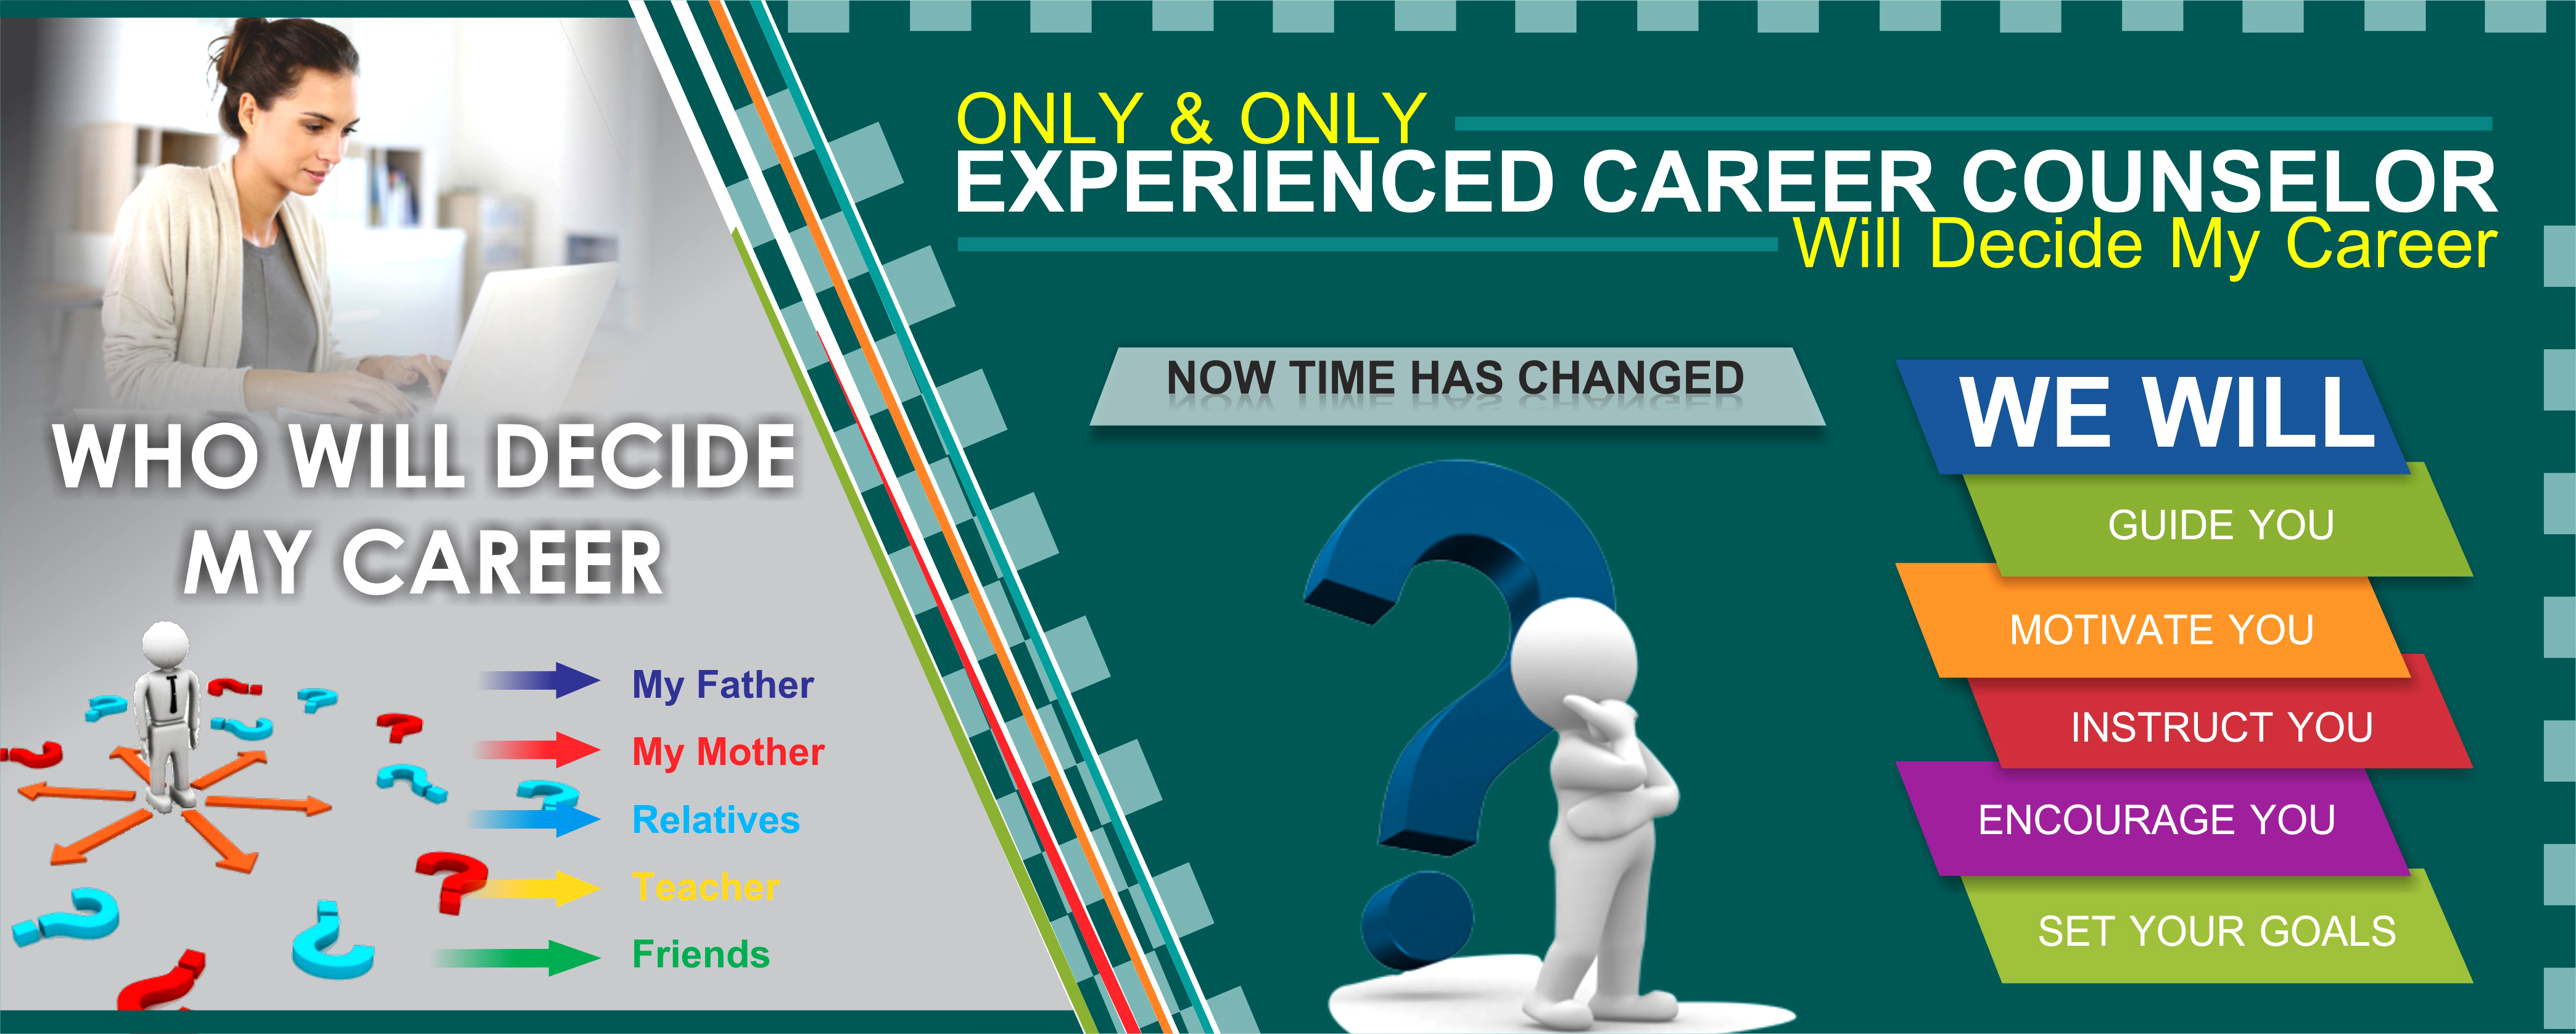 WHO WILL DECIDE
MY CAREER
My Father
My Mother
Relatives
Teacher
Friends
ONLY & ONLY
EXPERIENCED CAREER COUNSELOR
Will Decide My Career
NOW TIME HAS CHANGED
WE WILL
GUIDE YOU
MOTIVATE YOU
INSTRUCT YOU
ENCOURAGE YOU
SET YOUR GOALS